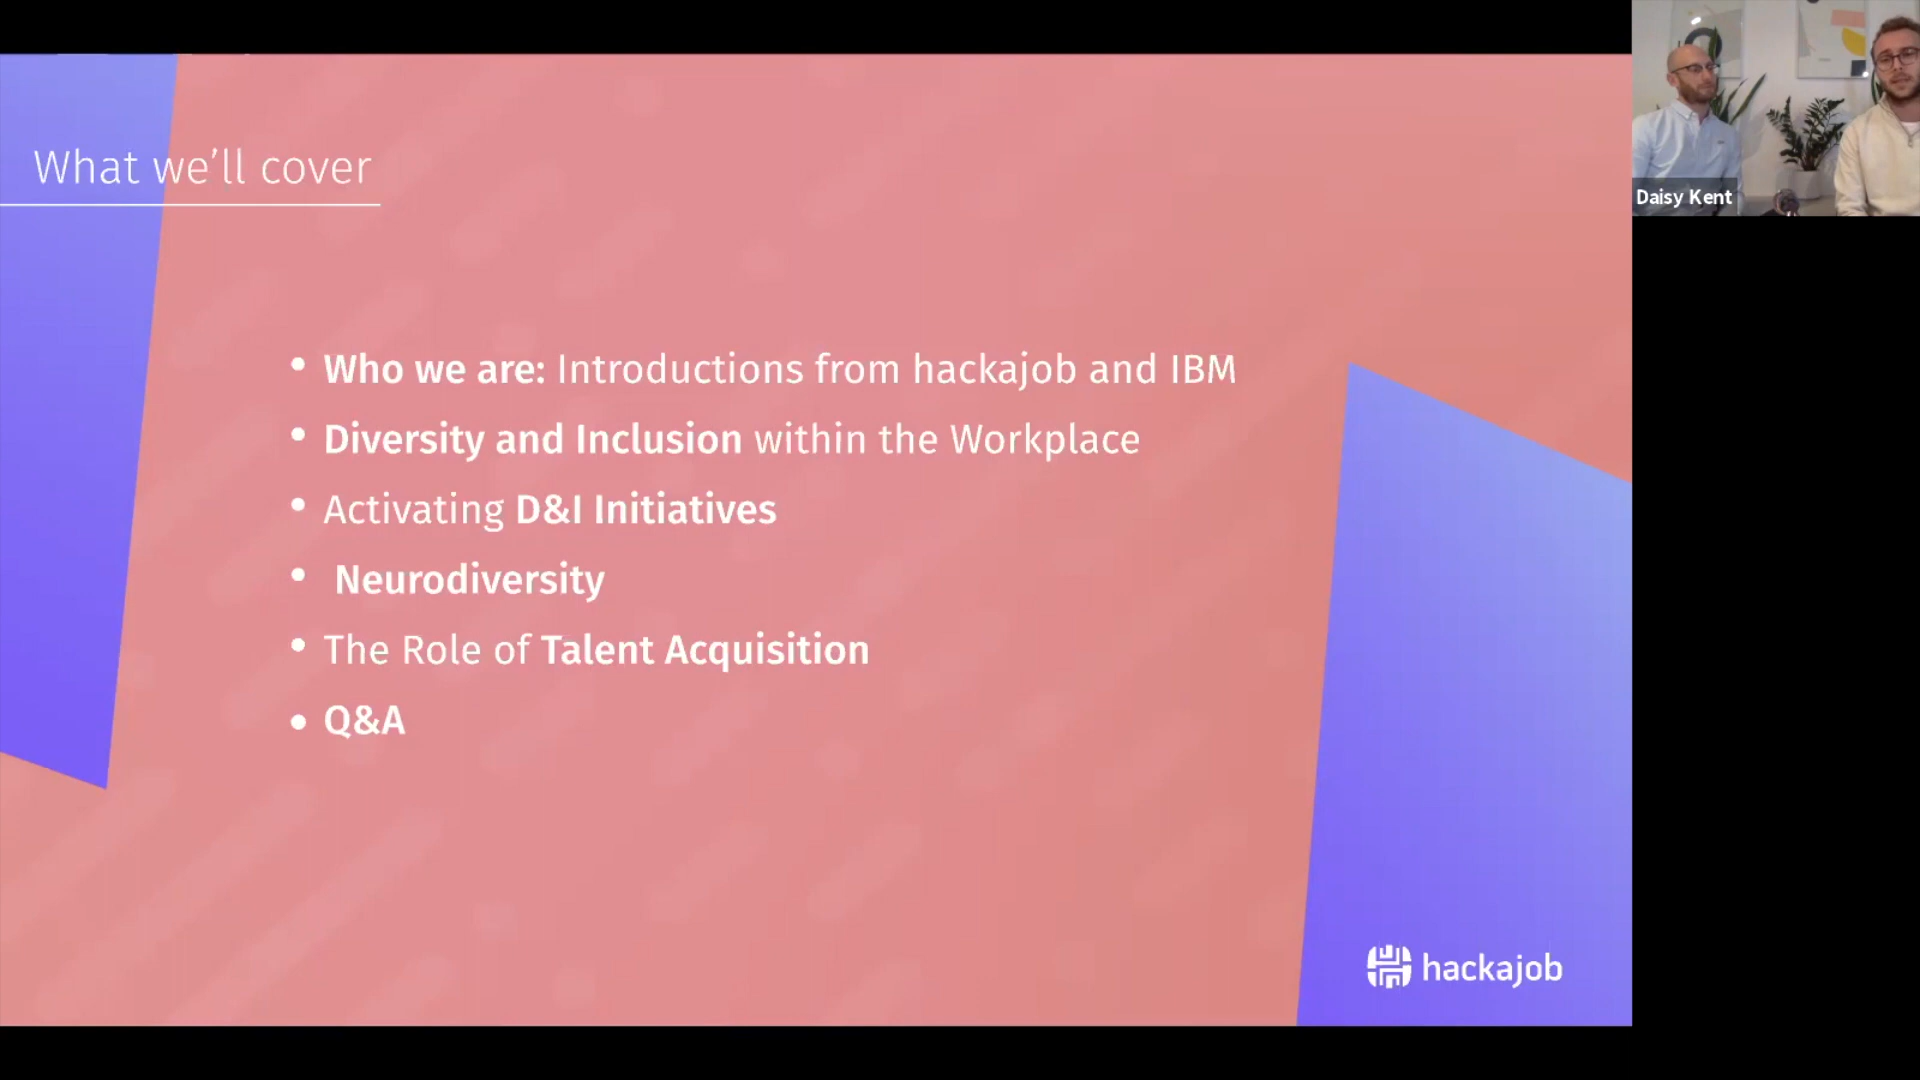 What we'll cover
• Who we are: Introductions from hackajob and IBM
• Diversity and Inclusion within the Workplace
• Activating D&I Initiatives
• Neurodiversity
• The Role of Talent Acquisition
• Q&A
hackajob
Daisy Kent